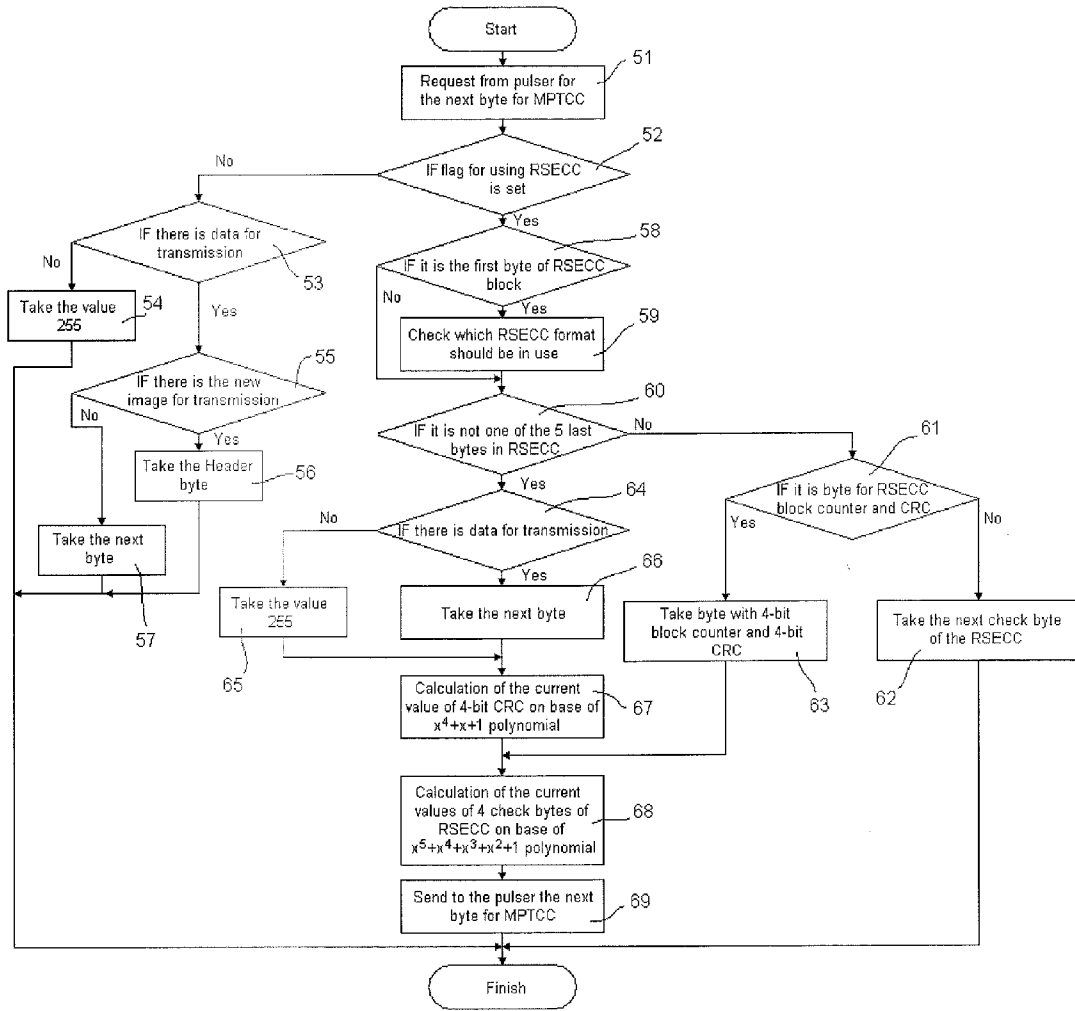 Start
51
Request from pulser for
the next byte for MPTCC
52
IF flag for using RSECC
is set
No
Yes
53
IF there is data for
transmission
No
Yes
58
IF it is the first byte of RSECC
block
No
Yes
54
Take the value
255
59
Check which RSECC format
should be in use
55
IF there is the new
image for transmission
No
Yes
60
IF it is not one of the 5 last
bytes in RSECC
No
Yes
61
IF it is byte for RSECC
block counter and CRC
Yes
No
56
Take the Header
byte
64
IF there is data for transmission
No
Yes
57
Take the next
byte
65
Take the value
255
66
Take the next byte
63
Take byte with 4-bit
block counter and 4-bit
CRC
62
Take the next check byte
of the RSECC
67
Calculation of the current
value of 4-bit CRC on base of
x⁴+x+1 polynomial
68
Calculation of the current
values of 4 check bytes of
RSECC on base of
x⁵+x⁴+x³+x²+1 polynomial
69
Send to the pulser the next
byte for MPTCC
Finish